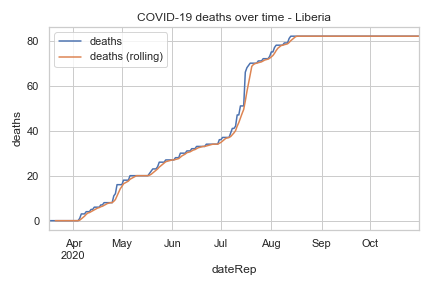 COVID-19 deaths over time - Liberia
deaths
deaths (rolling)
80
60
40
20
0
deaths
Apr
2020
May
Jun
Jul
Aug
Sep
Oct
dateRep